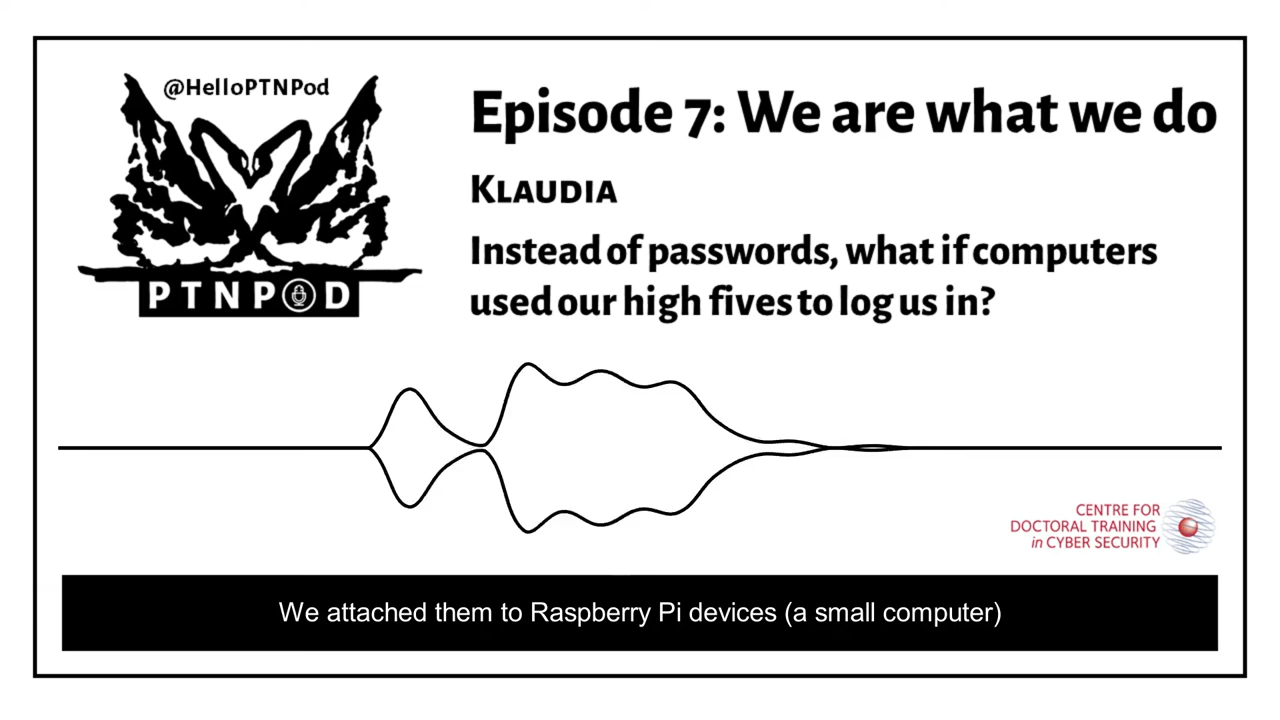 @HelloPTNPod
PTNPOD
Episode 7: We are what we do
Klaudia
Instead of passwords, what if computers
used our high fives to log us in?
CENTRE FOR
DOCTORAL TRAINING
in CYBER SECURITY
We attached them to Raspberry Pi devices (a small computer)